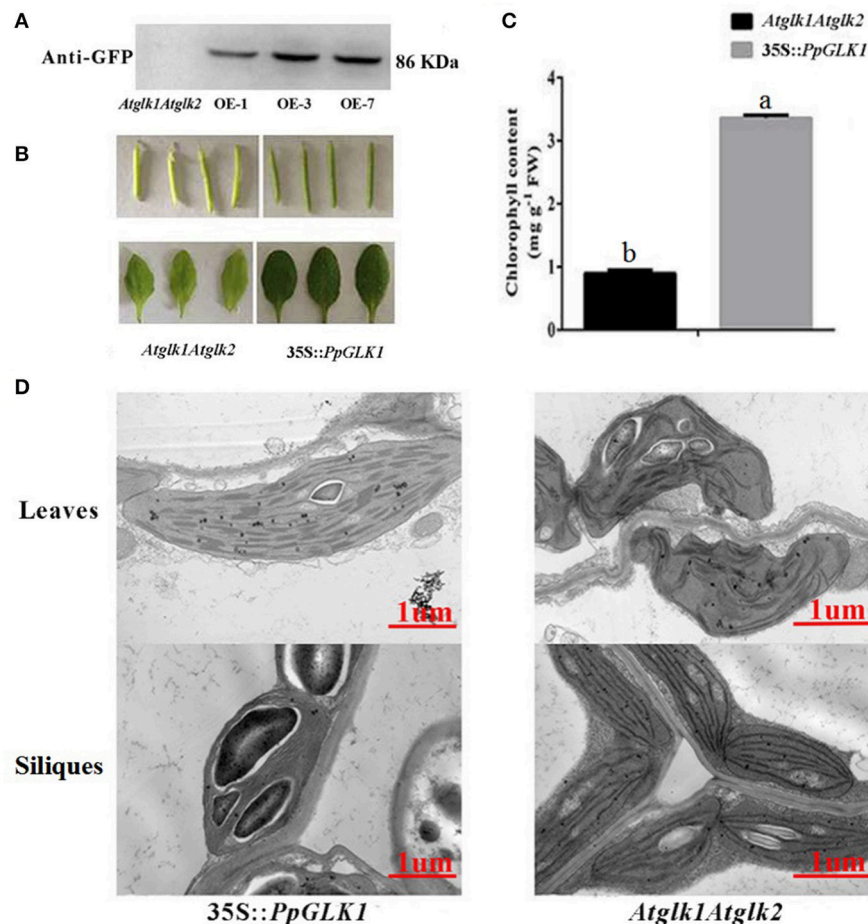 A
Anti-GFP
86 KDa
Atglk1Atglk2 OE-1 OE-3 OE-7
B
Atglk1Atglk2 35S::PpGLK1
C
Atglk1Atglk2
35S::PpGLK1
Chlorophyll content
(mg g⁻¹ FW)
4
3
2
1
0
b
a
D
Leaves
1um
1um
Siliques
1um
1um
35S::PpGLK1
Atglk1Atglk2